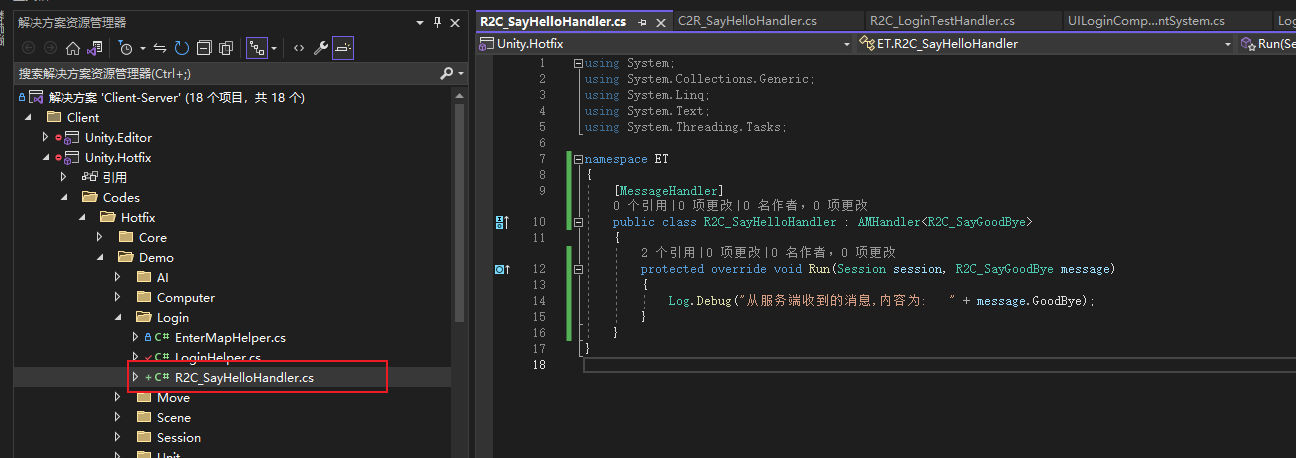 解决方案资源管理器
搜索解决方案资源管理器(Ctrl+;)
解决方案 'Client-Server' (18 个项目，共 18 个)
Client
Unity.Editor
Unity.Hotfix
引用
Codes
Hotfix
Core
Demo
AI
Computer
Login
EnterMapHelper.cs
LoginHelper.cs
R2C_SayHelloHandler.cs
Move
Scene
Session
Unit
R2C_SayHelloHandler.cs
C2R_SayHelloHandler.cs
R2C_LoginTestHandler.cs
UILoginComp...ntSystem.cs
Lo
Unity.Hotfix
ET.R2C_SayHelloHandler
Run(Se
1 using System;
2 using System.Collections.Generic;
3 using System.Linq;
4 using System.Text;
5 using System.Threading.Tasks;
6
7 namespace ET
8 {
9 [MessageHandler]
0 个引用|0 项更改|0 名作者，0 项更改
10 public class R2C_SayHelloHandler : AMHandler<R2C_SayGoodBye>
11 {
2 个引用|0 项更改|0 名作者，0 项更改
12 protected override void Run(Session session, R2C_SayGoodBye message)
13 {
14 Log.Debug("从服务端收到的消息,内容为:   " + message.GoodBye);
15 }
16 }
17 }
18